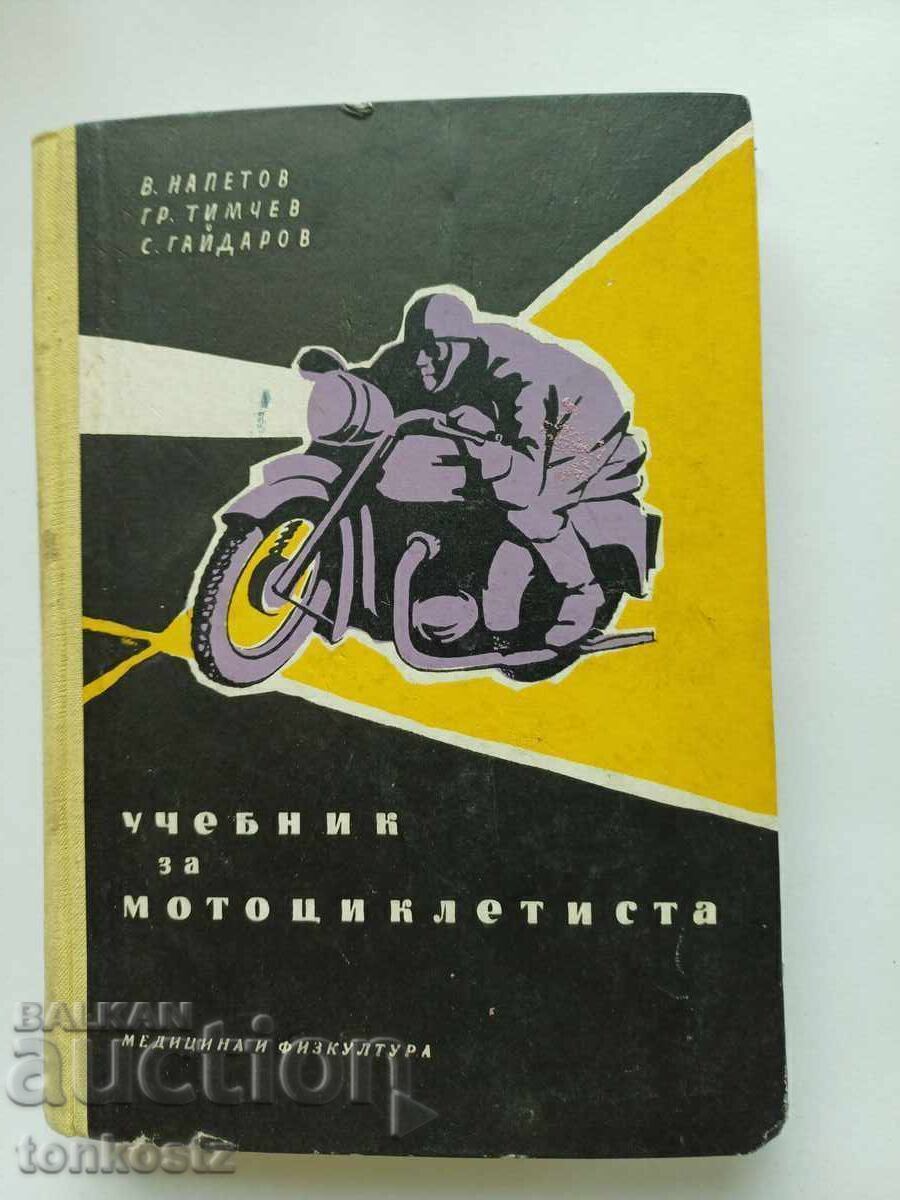 В. НАПЕТОВ
ГР. ТИМЧЕВ
С. ГАЙДАРОВ
УЧЕБНИК
за
МОТОЦИКЛЕТИСТА
МЕДИЦИНА И ФИЗКУЛТУРА
BALKAN
auction
tonkostz